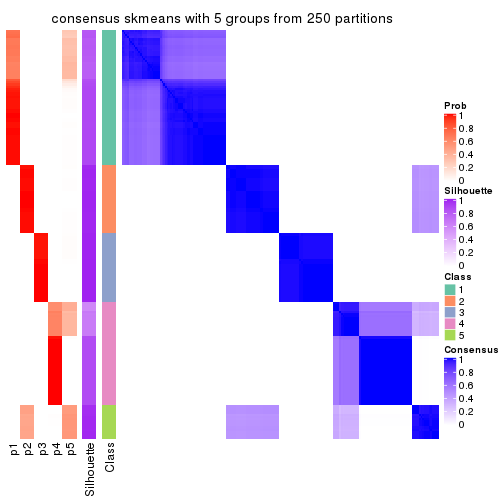 consensus skmeans with 5 groups from 250 partitions
Prob
1
0.8
0.6
0.4
0.2
0
Silhouette
1
0.8
0.6
0.4
0.2
0
Class
1
2
3
4
5
Consensus
1
0.8
0.6
0.4
0.2
0
p1
p2
p3
p4
p5
Silhouette
Class